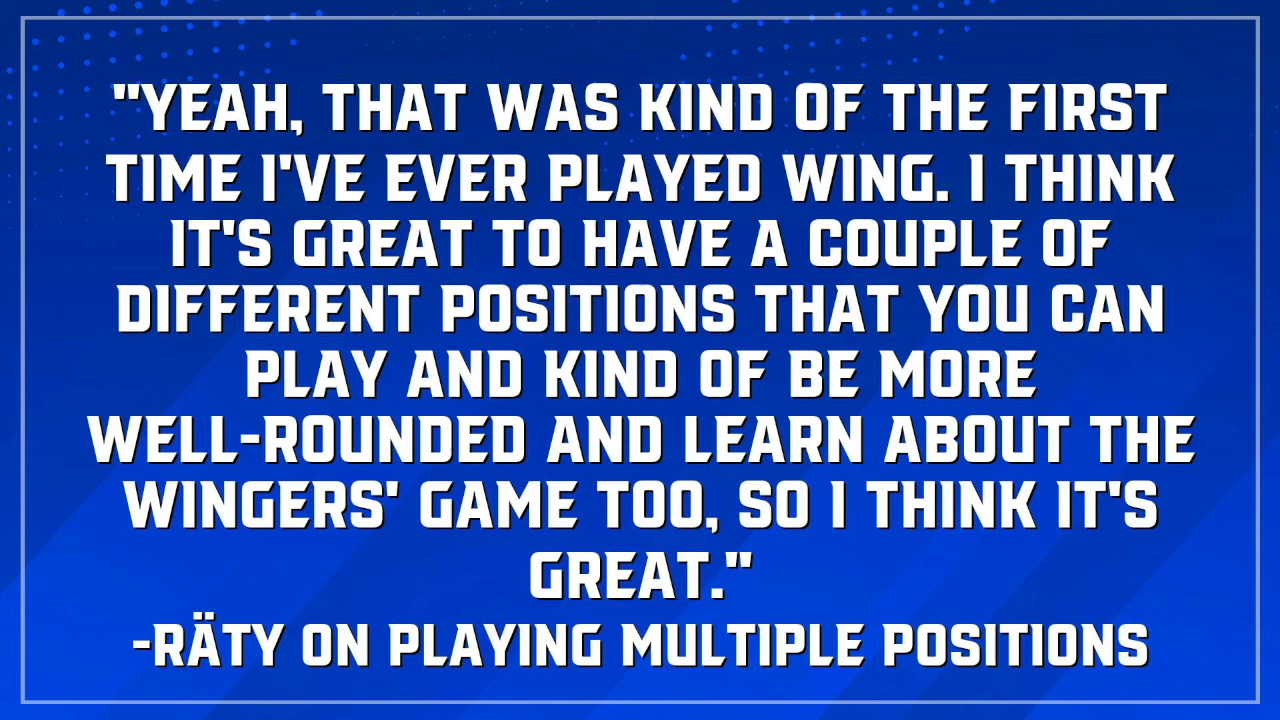 "YEAH, THAT WAS KIND OF THE FIRST
TIME I'VE EVER PLAYED WING. I THINK
IT'S GREAT TO HAVE A COUPLE OF
DIFFERENT POSITIONS THAT YOU CAN
PLAY AND KIND OF BE MORE
WELL-ROUNDED AND LEARN ABOUT THE
WINGERS' GAME TOO, SO I THINK IT'S
GREAT."
-RÄTY ON PLAYING MULTIPLE POSITIONS